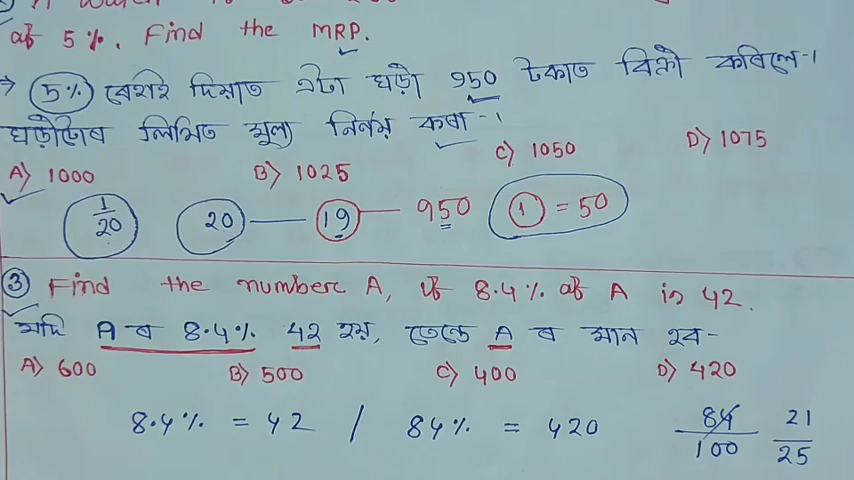 of 5%. Find the MRP.
→ 5% ৰেহাই দিয়াত এটা ঘড়ী 950 টকাত বিক্ৰী কৰিলে।
ঘড়ীটোৰ লিখিত মূল্য নিৰ্ণয় কৰা।
A) 1000 B) 1025 C) 1050 D) 1075
1/20 20 — 19 — 950 1 = 50
3 Find the number A, if 8.4% of A is 42.
যদি A ৰ 8.4% 42 হয়, তেন্তে A ৰ মান হব-
A) 600 B) 500 C) 400 D) 420
8.4% = 42 / 84% = 420 84/100 21/25